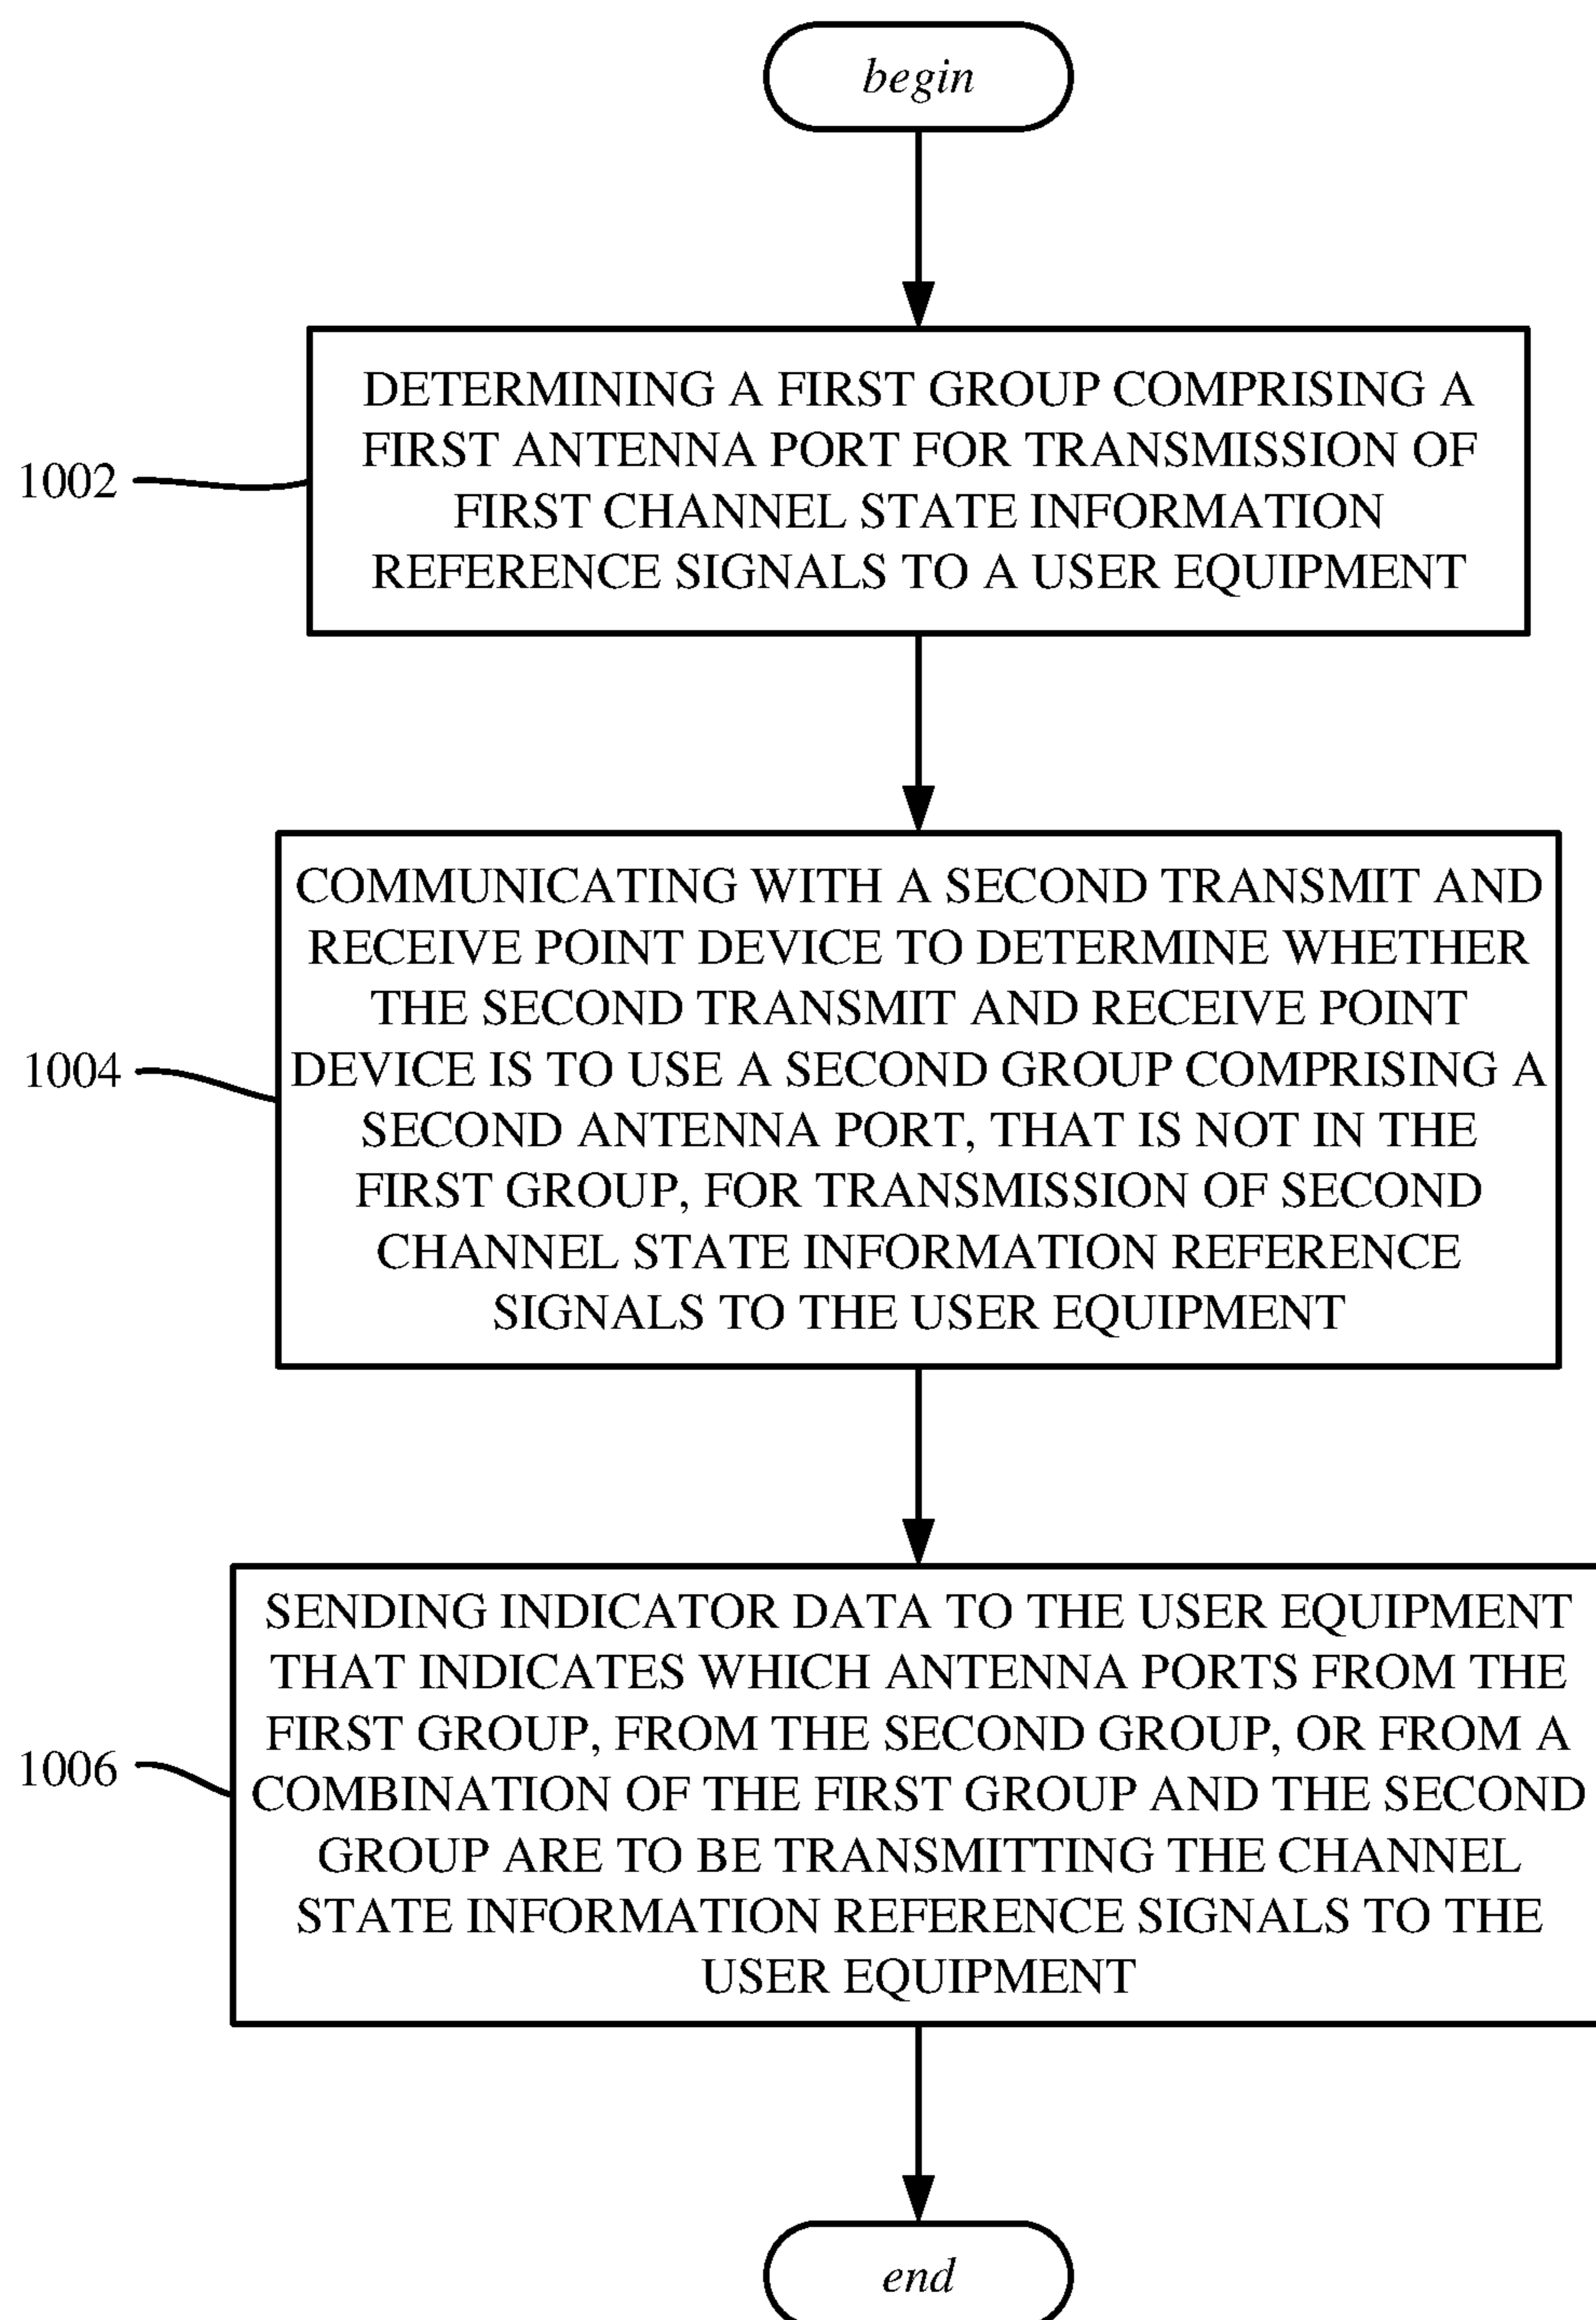 begin
DETERMINING A FIRST GROUP COMPRISING A
FIRST ANTENNA PORT FOR TRANSMISSION OF
FIRST CHANNEL STATE INFORMATION
REFERENCE SIGNALS TO A USER EQUIPMENT
1002
COMMUNICATING WITH A SECOND TRANSMIT AND
RECEIVE POINT DEVICE TO DETERMINE WHETHER
THE SECOND TRANSMIT AND RECEIVE POINT
DEVICE IS TO USE A SECOND GROUP COMPRISING A
SECOND ANTENNA PORT, THAT IS NOT IN THE
FIRST GROUP, FOR TRANSMISSION OF SECOND
CHANNEL STATE INFORMATION REFERENCE
SIGNALS TO THE USER EQUIPMENT
1004
SENDING INDICATOR DATA TO THE USER EQUIPMENT
THAT INDICATES WHICH ANTENNA PORTS FROM THE
FIRST GROUP, FROM THE SECOND GROUP, OR FROM A
COMBINATION OF THE FIRST GROUP AND THE SECOND
GROUP ARE TO BE TRANSMITTING THE CHANNEL
STATE INFORMATION REFERENCE SIGNALS TO THE
USER EQUIPMENT
1006
end